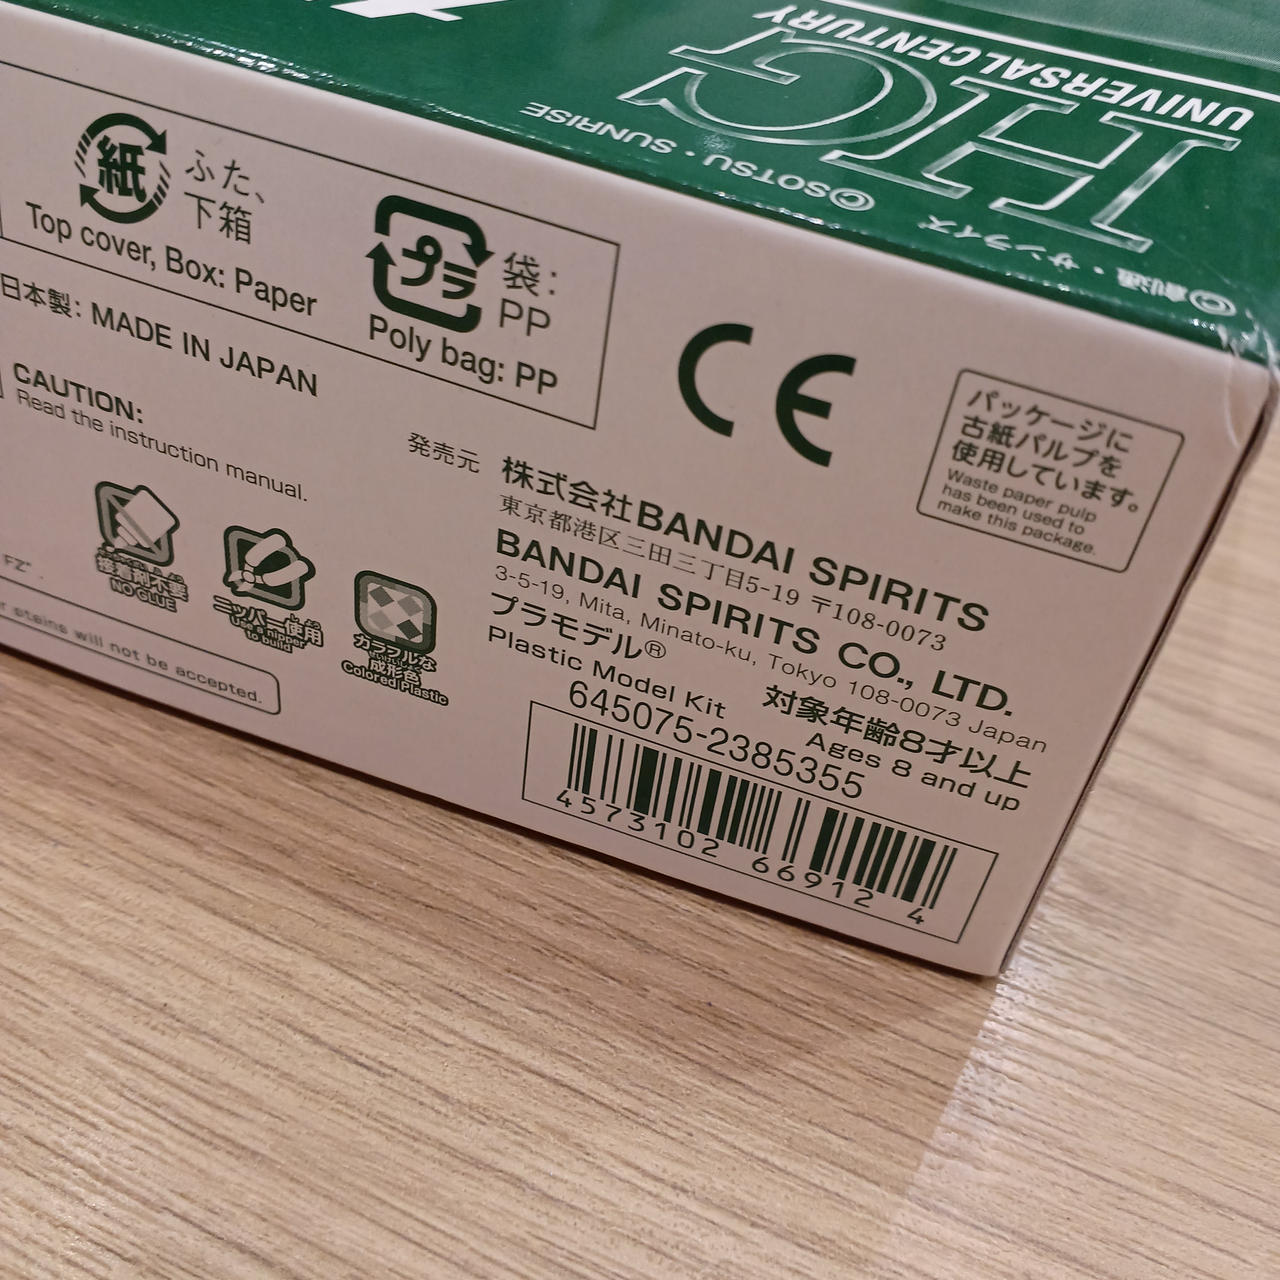 HG
UNIVERSALCENTURY
©SOTSU・SUNRISE
©創通・サンライズ
紙
ふた、
下箱
Top cover, Box: Paper
プラ
袋：
PP
Poly bag: PP
日本製： MADE IN JAPAN
CAUTION:
Read the instruction manual.
接着剤不要
NO GLUE
ニッパー使用
Use a nipper
to build
カラフルな
成形色
Colored Plastic
stains will not be accepted.
CE
パッケージに
古紙パルプを
使用しています。
Waste paper pulp
has been used to
make this package.
発売元 株式会社BANDAI SPIRITS
東京都港区三田三丁目5-19 〒108-0073
BANDAI SPIRITS CO., LTD.
3-5-19, Mita, Minato-ku, Tokyo 108-0073 Japan
プラモデル® 対象年齢8才以上
Plastic Model Kit Ages 8 and up
645075-2385355
4573102 66912 4